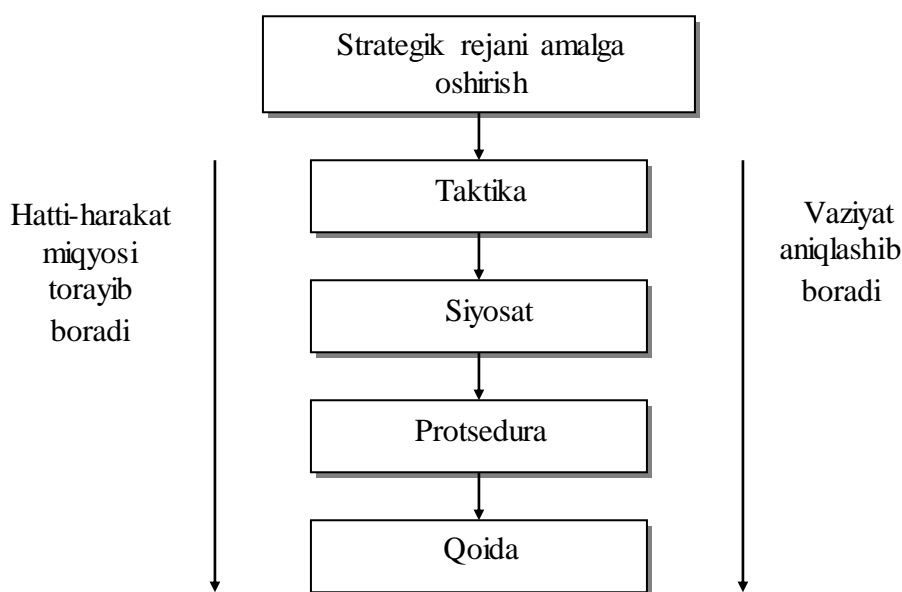 Strategik rejani amalga
oshirish
Taktika
Hatti-harakat
miqyosi
torayib
boradi
Vaziyat
aniqlashib
boradi
Siyosat
Protsedura
Qoida